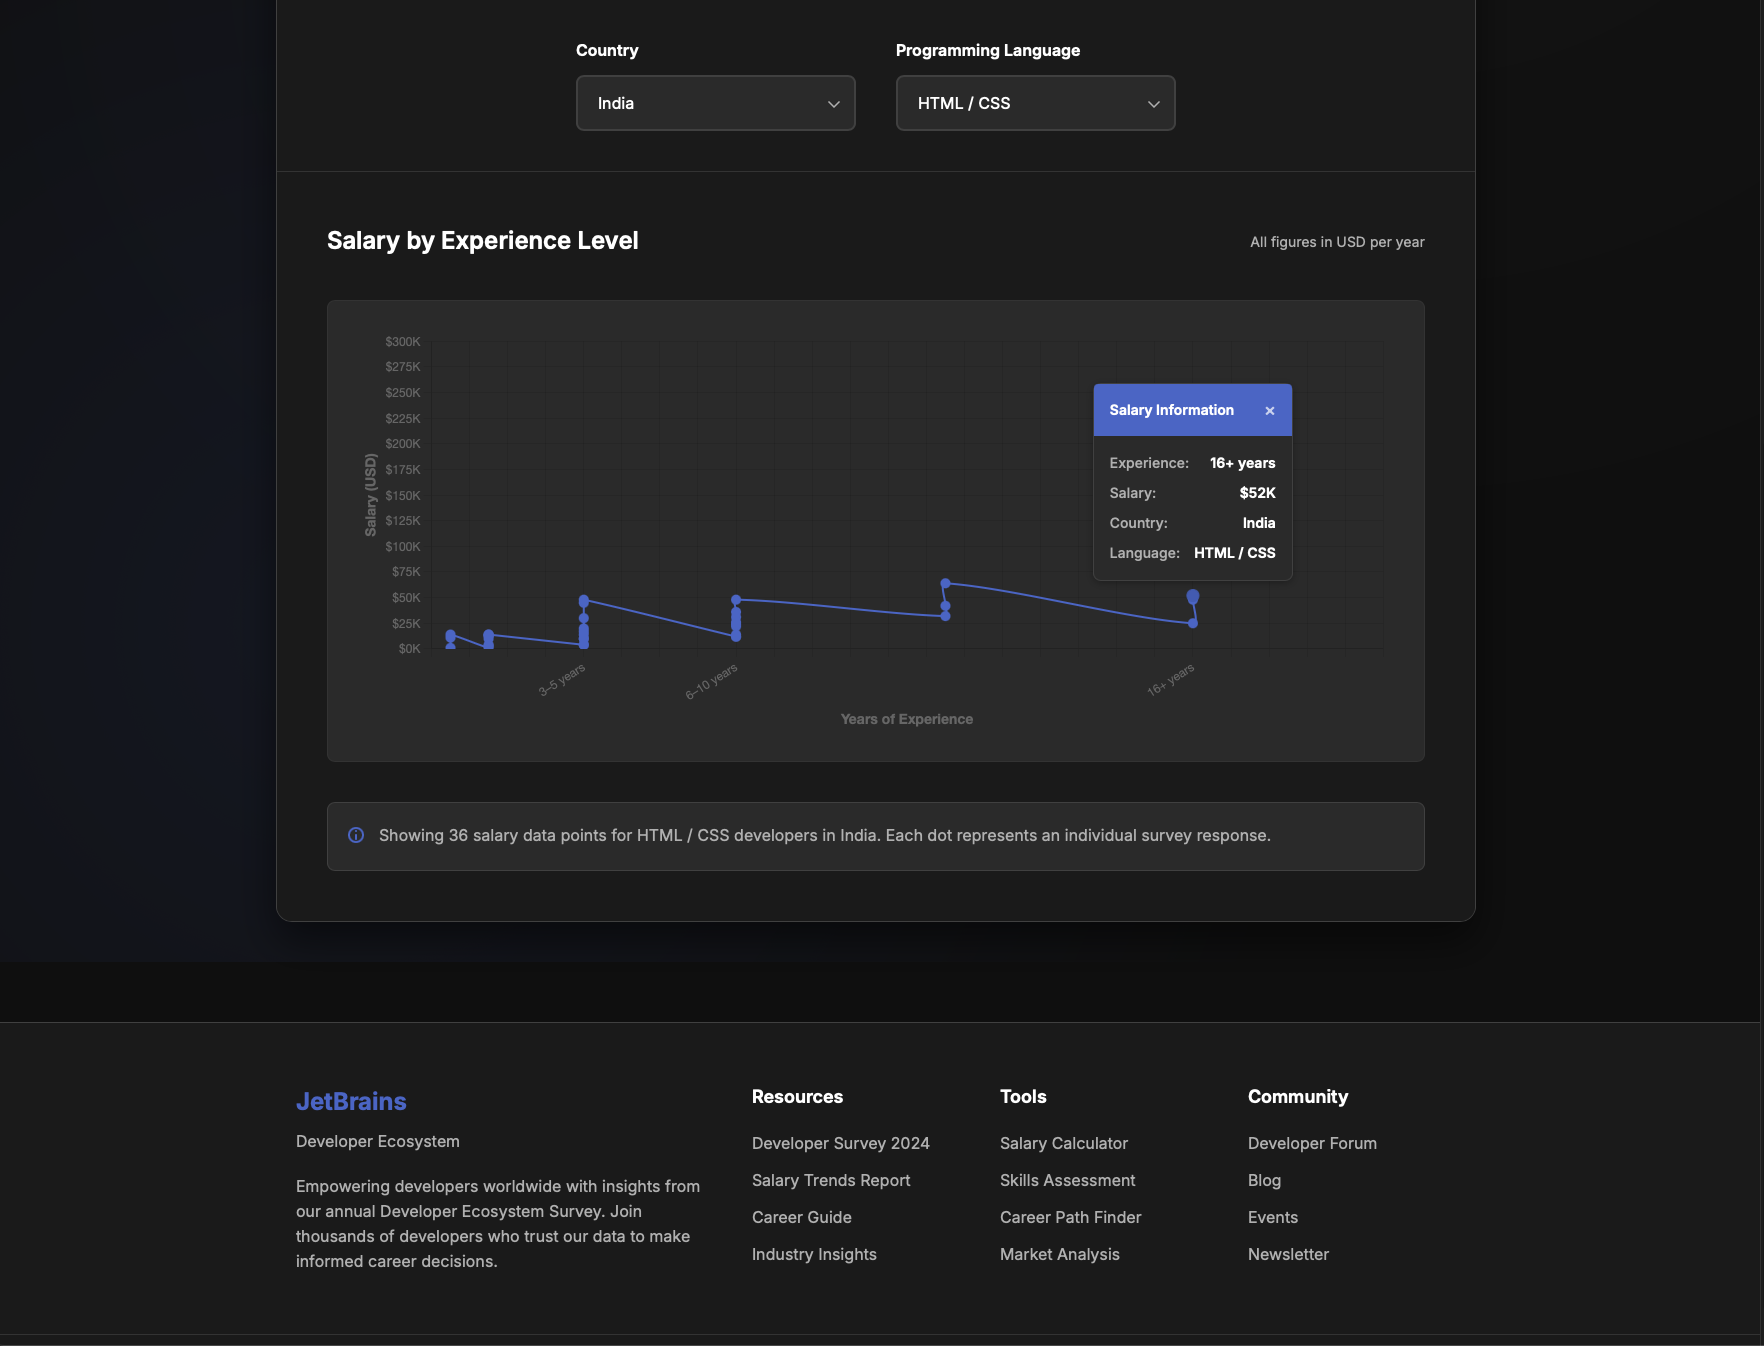 Country
Programming Language
India
HTML / CSS
Salary by Experience Level
All figures in USD per year
$300K
$275K
$250K
$225K
$200K
$175K
$150K
$125K
$100K
$75K
$50K
$25K
$0K
Salary (USD)
Salary Information ×
Experience: 16+ years
Salary: $52K
Country: India
Language: HTML / CSS
3–5 years
6–10 years
16+ years
Years of Experience
Showing 36 salary data points for HTML / CSS developers in India. Each dot represents an individual survey response.
JetBrains
Developer Ecosystem
Empowering developers worldwide with insights from
our annual Developer Ecosystem Survey. Join
thousands of developers who trust our data to make
informed career decisions.
Resources
Developer Survey 2024
Salary Trends Report
Career Guide
Industry Insights
Tools
Salary Calculator
Skills Assessment
Career Path Finder
Market Analysis
Community
Developer Forum
Blog
Events
Newsletter